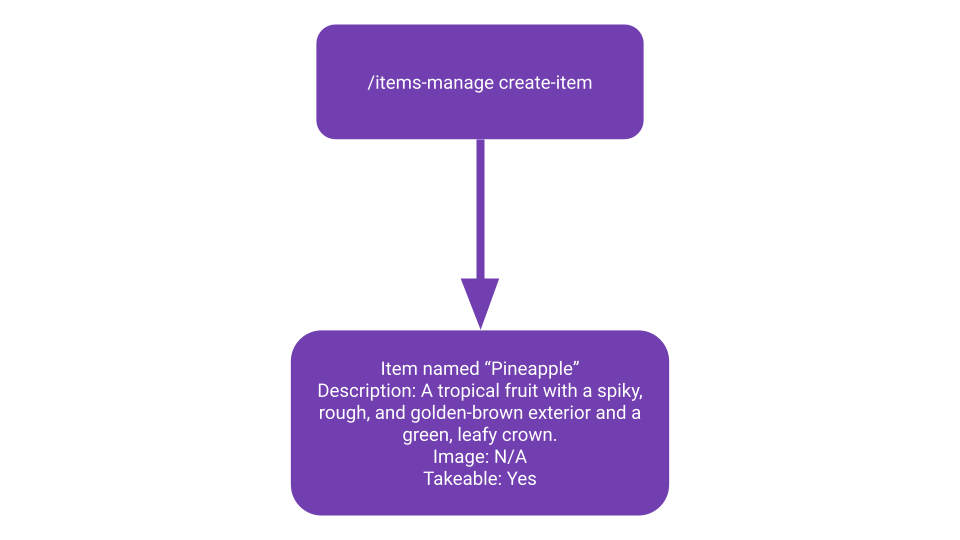 /items-manage create-item
Item named “Pineapple”
Description: A tropical fruit with a spiky,
rough, and golden-brown exterior and a
green, leafy crown.
Image: N/A
Takeable: Yes